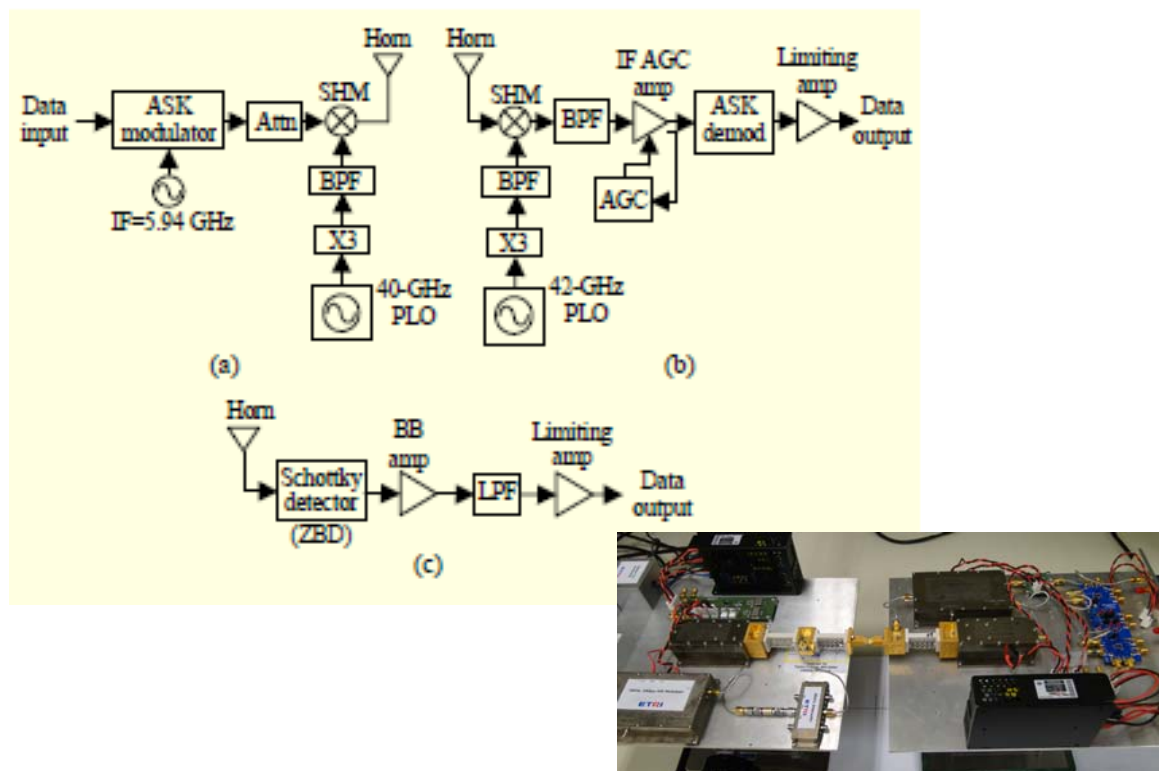 Horn
Horn
IF AGC
amp
Limiting
amp
Data
input
ASK
modulator
Attn
SHM
SHM
BPF
ASK
demod
Data
output
IF=5.94 GHz
BPF
BPF
AGC
X3
X3
40-GHz
PLO
42-GHz
PLO
(a)
(b)
Horn
BB
amp
Limiting
amp
Schottky
detector
(ZBD)
LPF
Data
output
(c)
ETRI